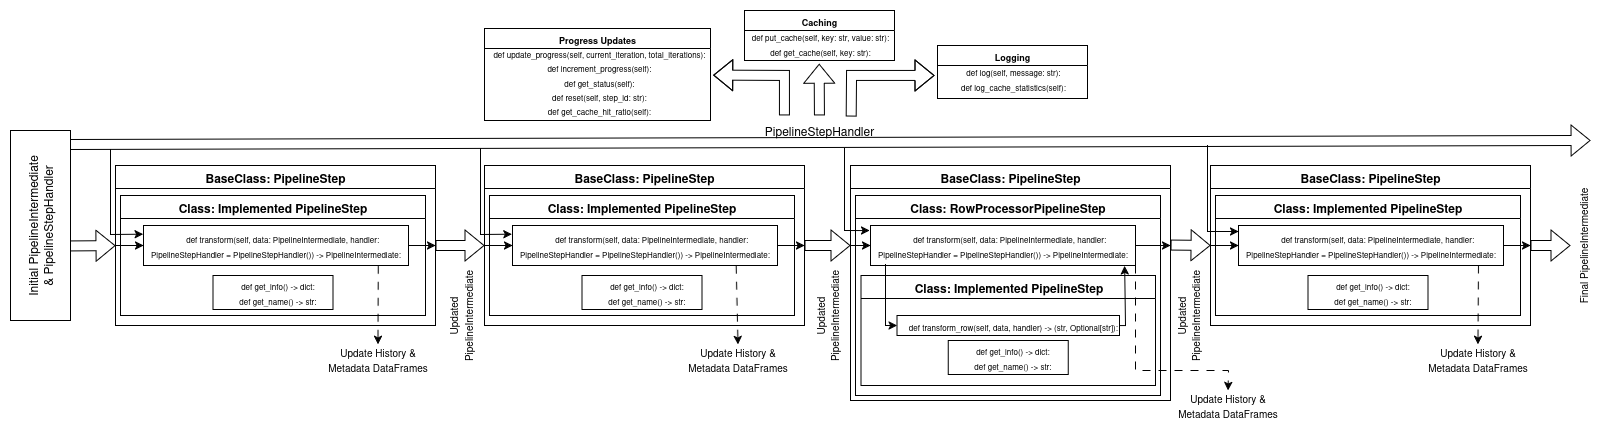 Caching
def put_cache(self, key: str, value: str):
def get_cache(self, key: str):
Progress Updates
def update_progress(self, current_iteration, total_iterations):
def increment_progress(self):
def get_status(self):
def reset(self, step_id: str):
def get_cache_hit_ratio(self):
Logging
def log(self, message: str):
def log_cache_statistics(self):
PipelineStepHandler
Initial PipelineIntermediate
& PipelineStepHandler
BaseClass: PipelineStep
Class: Implemented PipelineStep
def transform(self, data: PipelineIntermediate, handler:
PipelineStepHandler = PipelineStepHandler()) -> PipelineIntermediate:
def get_info() -> dict:
def get_name() -> str:
Update History &
Metadata DataFrames
Updated
PipelineIntermediate
BaseClass: PipelineStep
Class: Implemented PipelineStep
def transform(self, data: PipelineIntermediate, handler:
PipelineStepHandler = PipelineStepHandler()) -> PipelineIntermediate:
def get_info() -> dict:
def get_name() -> str:
Update History &
Metadata DataFrames
Updated
PipelineIntermediate
BaseClass: PipelineStep
Class: RowProcessorPipelineStep
def transform(self, data: PipelineIntermediate, handler:
PipelineStepHandler = PipelineStepHandler()) -> PipelineIntermediate:
Class: Implemented PipelineStep
def transform_row(self, data, handler) -> (str, Optional[str]):
def get_info() -> dict:
def get_name() -> str:
Update History &
Metadata DataFrames
Updated
PipelineIntermediate
BaseClass: PipelineStep
Class: Implemented PipelineStep
def transform(self, data: PipelineIntermediate, handler:
PipelineStepHandler = PipelineStepHandler()) -> PipelineIntermediate:
def get_info() -> dict:
def get_name() -> str:
Update History &
Metadata DataFrames
Final PipelineIntermediate